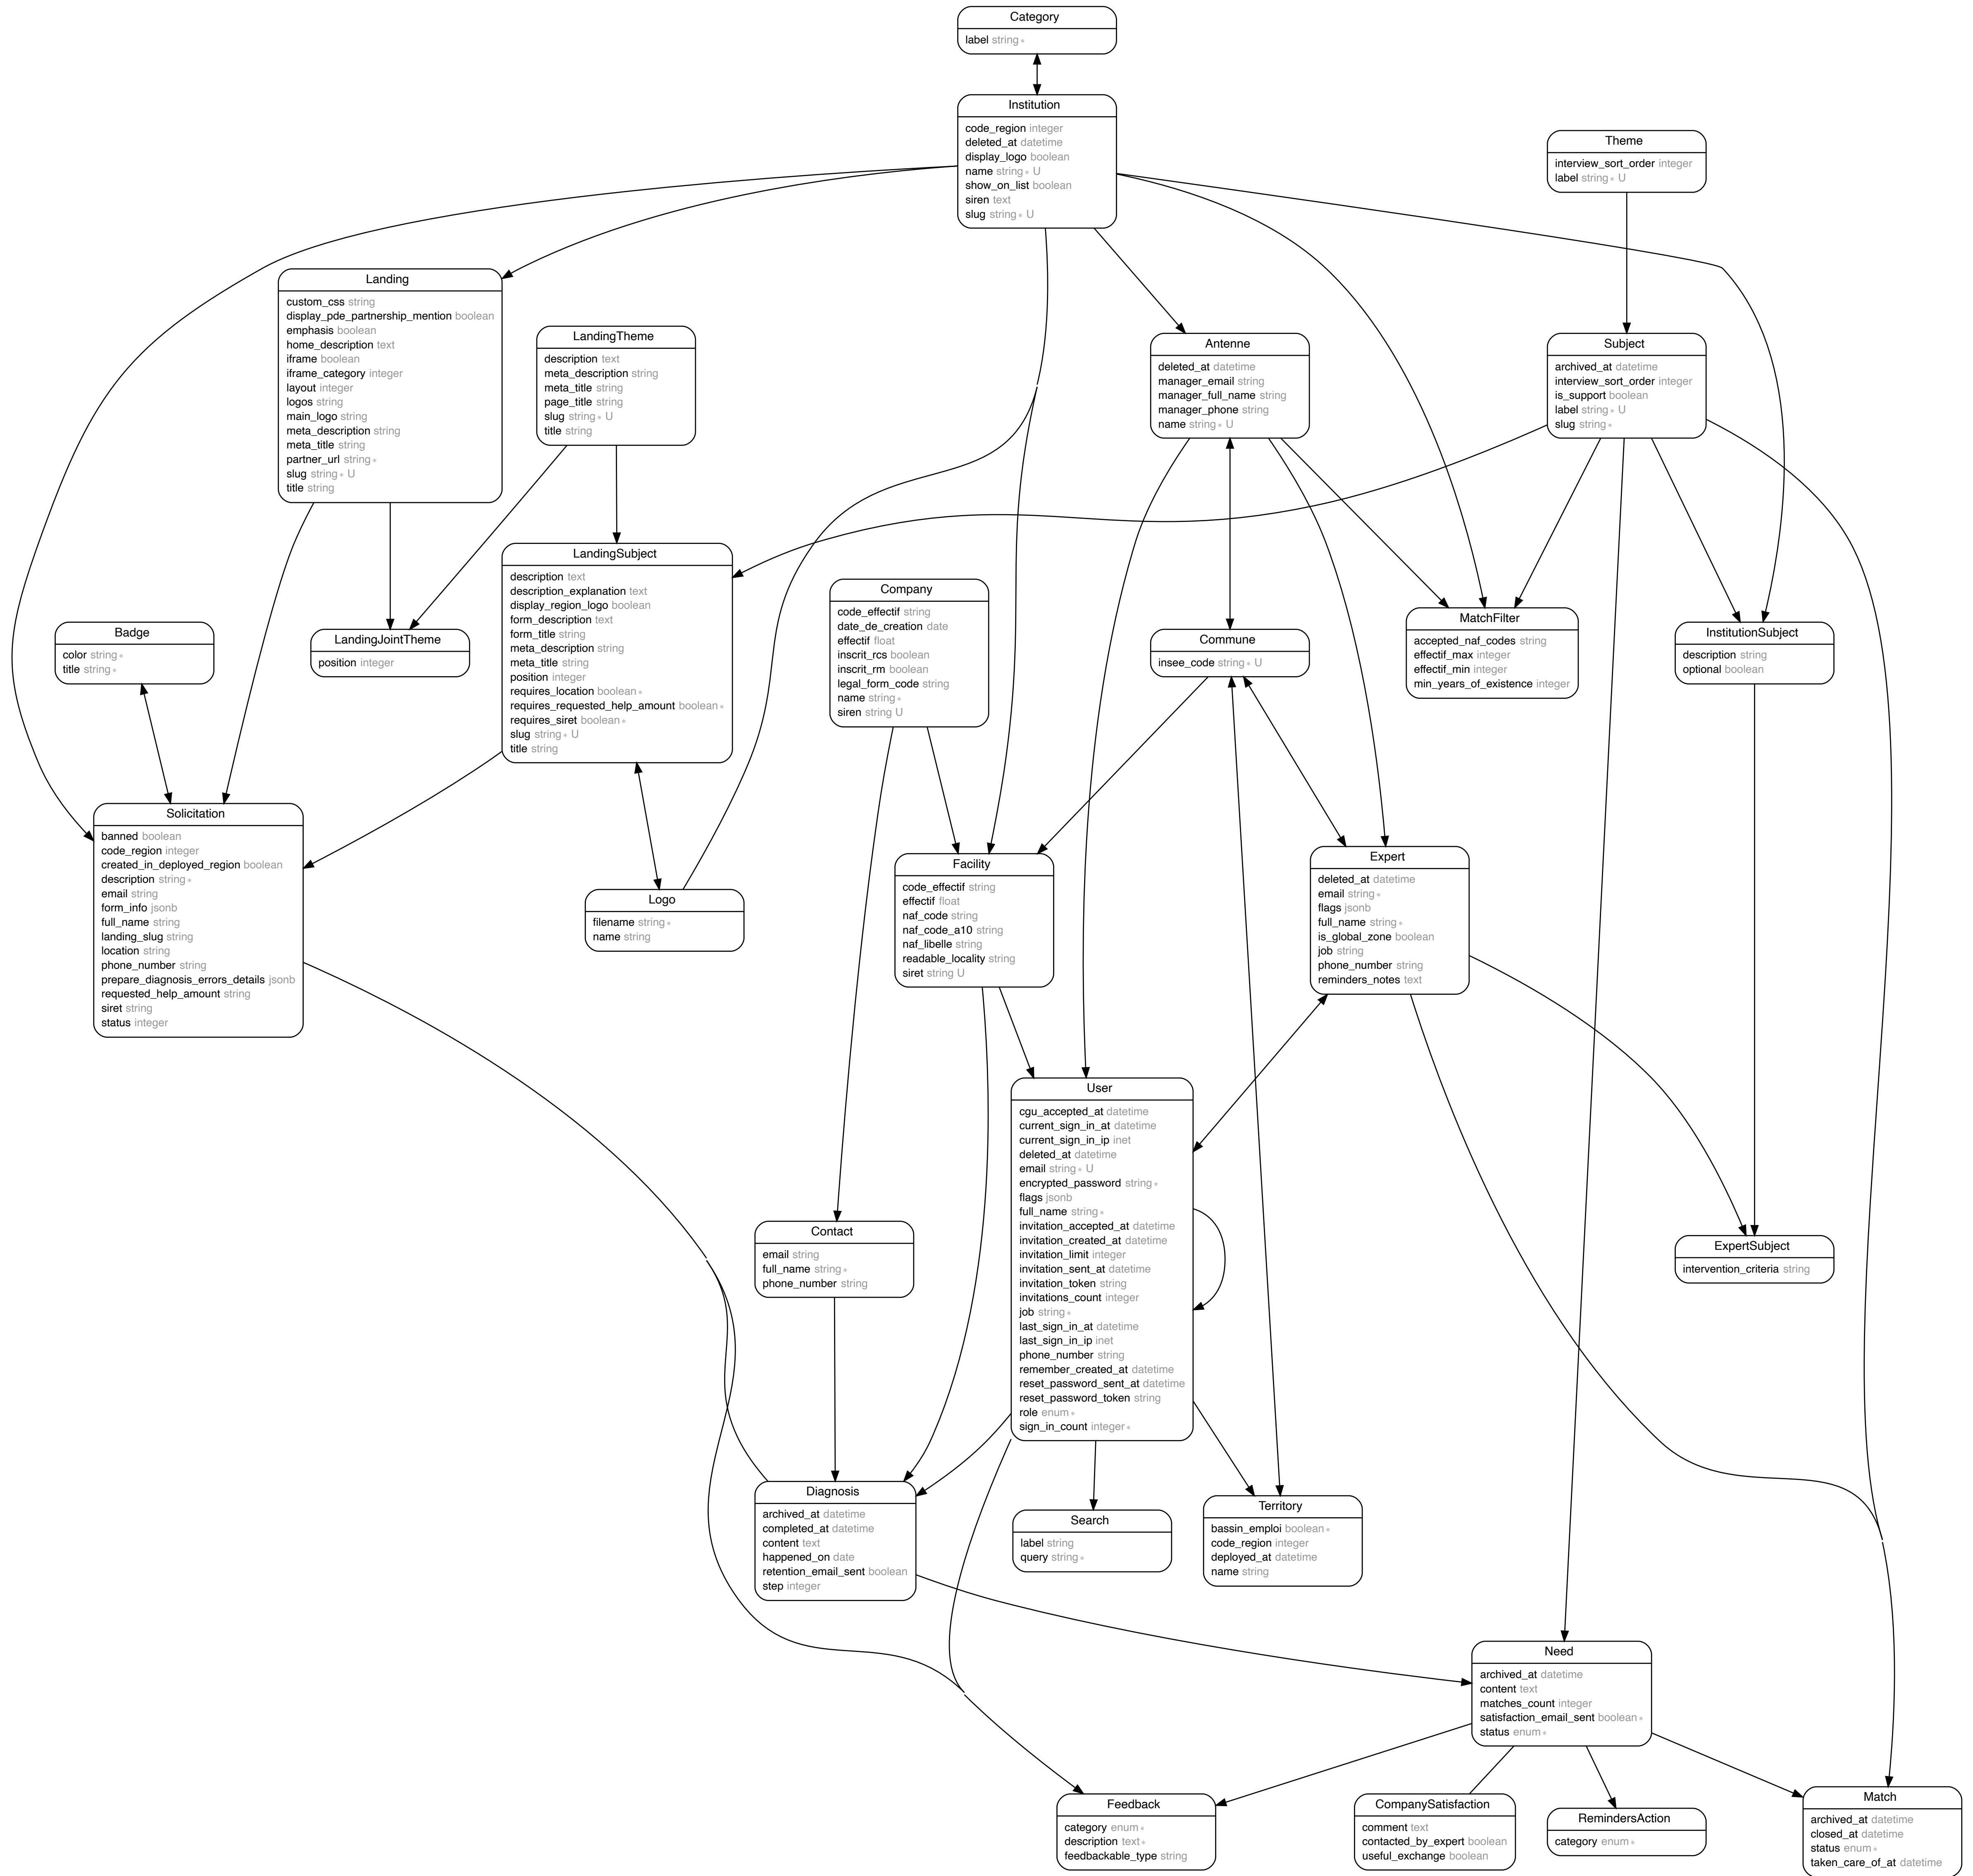 Category
label string∗
Institution
code_region integer
deleted_at datetime
display_logo boolean
name string∗ U
show_on_list boolean
siren text
slug string∗ U
Theme
interview_sort_order integer
label string∗ U
Landing
custom_css string
display_pde_partnership_mention boolean
emphasis boolean
home_description text
iframe boolean
iframe_category integer
layout integer
logos string
main_logo string
meta_description string
meta_title string
partner_url string∗
slug string∗ U
title string
LandingTheme
description text
meta_description string
meta_title string
page_title string
slug string∗ U
title string
Antenne
deleted_at datetime
manager_email string
manager_full_name string
manager_phone string
name string∗ U
Subject
archived_at datetime
interview_sort_order integer
is_support boolean
label string∗ U
slug string∗
LandingSubject
description text
description_explanation text
display_region_logo boolean
form_description text
form_title string
meta_description string
meta_title string
position integer
requires_location boolean∗
requires_requested_help_amount boolean∗
requires_siret boolean∗
slug string∗ U
title string
Company
code_effectif string
date_de_creation date
effectif float
inscrit_rcs boolean
inscrit_rm boolean
legal_form_code string
name string∗
siren string U
Badge
color string∗
title string∗
LandingJointTheme
position integer
Commune
insee_code string∗ U
MatchFilter
accepted_naf_codes string
effectif_max integer
effectif_min integer
min_years_of_existence integer
InstitutionSubject
description string
optional boolean
Solicitation
banned boolean
code_region integer
created_in_deployed_region boolean
description string∗
email string
form_info jsonb
full_name string
landing_slug string
location string
phone_number string
prepare_diagnosis_errors_details jsonb
requested_help_amount string
siret string
status integer
Logo
filename string∗
name string
Facility
code_effectif string
effectif float
naf_code string
naf_code_a10 string
naf_libelle string
readable_locality string
siret string U
Expert
deleted_at datetime
email string∗
flags jsonb
full_name string∗
is_global_zone boolean
job string
phone_number string
reminders_notes text
User
cgu_accepted_at datetime
current_sign_in_at datetime
current_sign_in_ip inet
deleted_at datetime
email string∗ U
encrypted_password string∗
flags jsonb
full_name string∗
invitation_accepted_at datetime
invitation_created_at datetime
invitation_limit integer
invitation_sent_at datetime
invitation_token string
invitations_count integer
job string∗
last_sign_in_at datetime
last_sign_in_ip inet
phone_number string
remember_created_at datetime
reset_password_sent_at datetime
reset_password_token string
role enum∗
sign_in_count integer∗
Contact
email string
full_name string∗
phone_number string
ExpertSubject
intervention_criteria string
Diagnosis
archived_at datetime
completed_at datetime
content text
happened_on date
retention_email_sent boolean
step integer
Search
label string
query string∗
Territory
bassin_emploi boolean∗
code_region integer
deployed_at datetime
name string
Need
archived_at datetime
content text
matches_count integer
satisfaction_email_sent boolean∗
status enum∗
Feedback
category enum∗
description text∗
feedbackable_type string
CompanySatisfaction
comment text
contacted_by_expert boolean
useful_exchange boolean
RemindersAction
category enum∗
Match
archived_at datetime
closed_at datetime
status enum∗
taken_care_of_at datetime